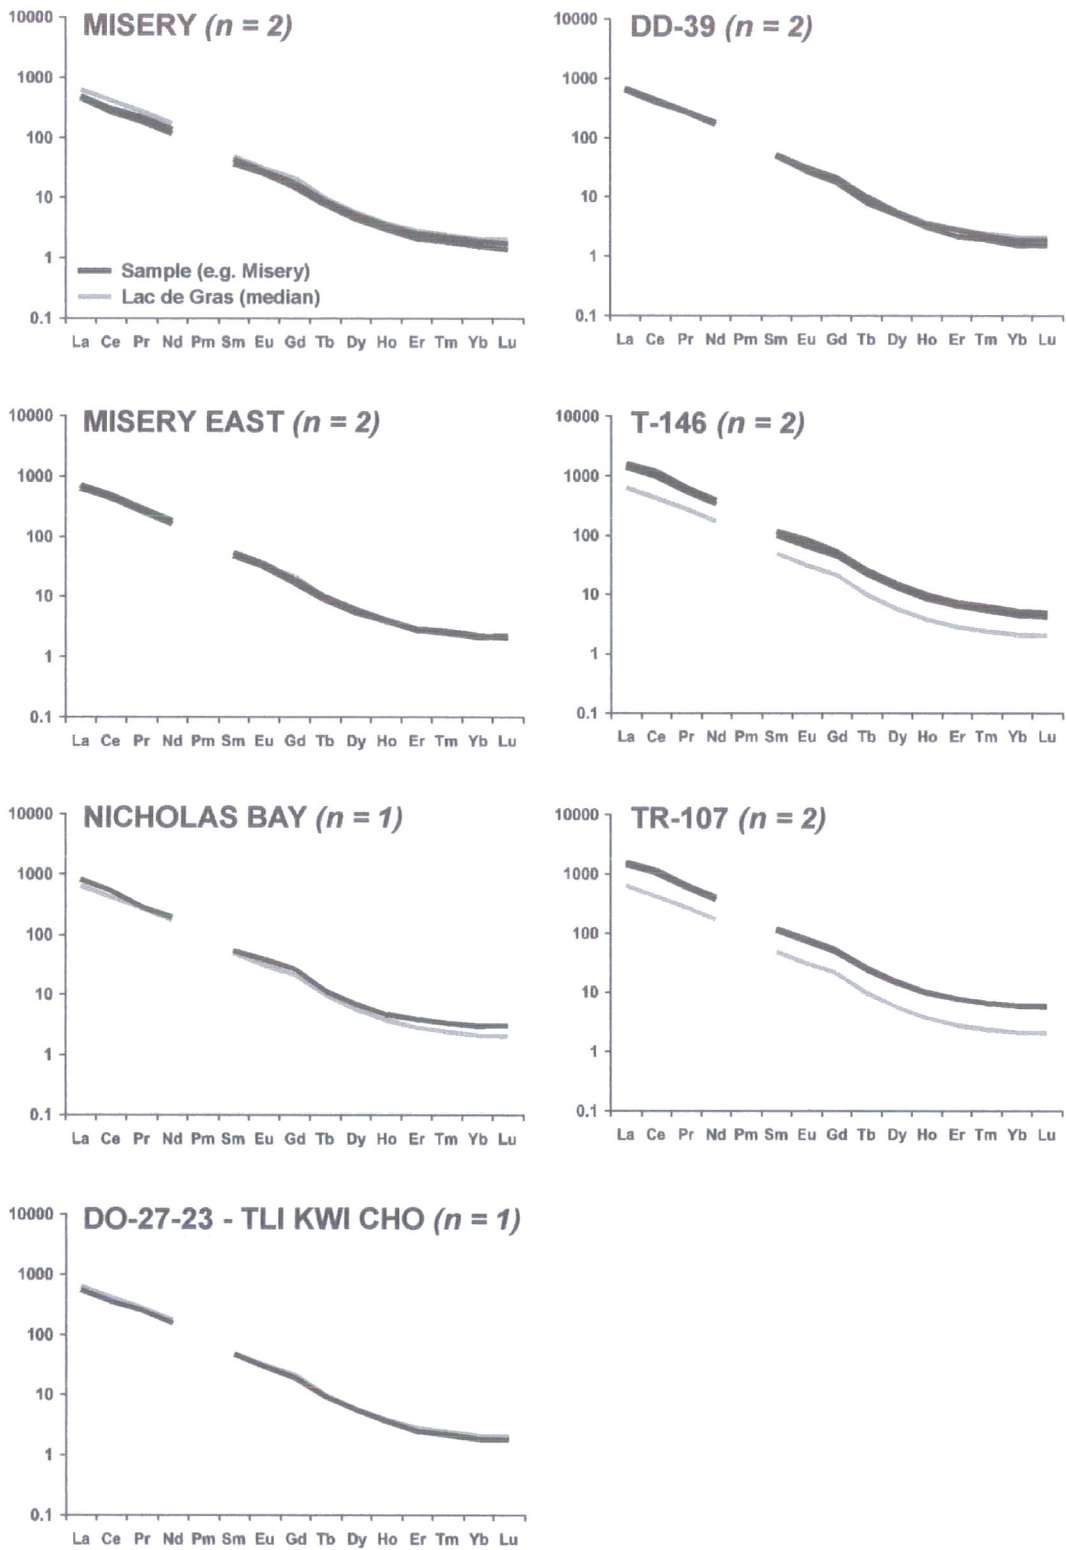 MISERY (n = 2)
10000
1000
100
10
1
0.1
Sample (e.g. Misery)
Lac de Gras (median)
La Ce Pr Nd Pm Sm Eu Gd Tb Dy Ho Er Tm Yb Lu
DD-39 (n = 2)
10000
1000
100
10
1
0.1
La Ce Pr Nd Pm Sm Eu Gd Tb Dy Ho Er Tm Yb Lu
MISERY EAST (n = 2)
10000
1000
100
10
1
0.1
La Ce Pr Nd Pm Sm Eu Gd Tb Dy Ho Er Tm Yb Lu
T-146 (n = 2)
10000
1000
100
10
1
0.1
La Ce Pr Nd Pm Sm Eu Gd Tb Dy Ho Er Tm Yb Lu
NICHOLAS BAY (n = 1)
10000
1000
100
10
1
0.1
La Ce Pr Nd Pm Sm Eu Gd Tb Dy Ho Er Tm Yb Lu
TR-107 (n = 2)
10000
1000
100
10
1
0.1
La Ce Pr Nd Pm Sm Eu Gd Tb Dy Ho Er Tm Yb Lu
DO-27-23 - TLI KWI CHO (n = 1)
10000
1000
100
10
1
0.1
La Ce Pr Nd Pm Sm Eu Gd Tb Dy Ho Er Tm Yb Lu